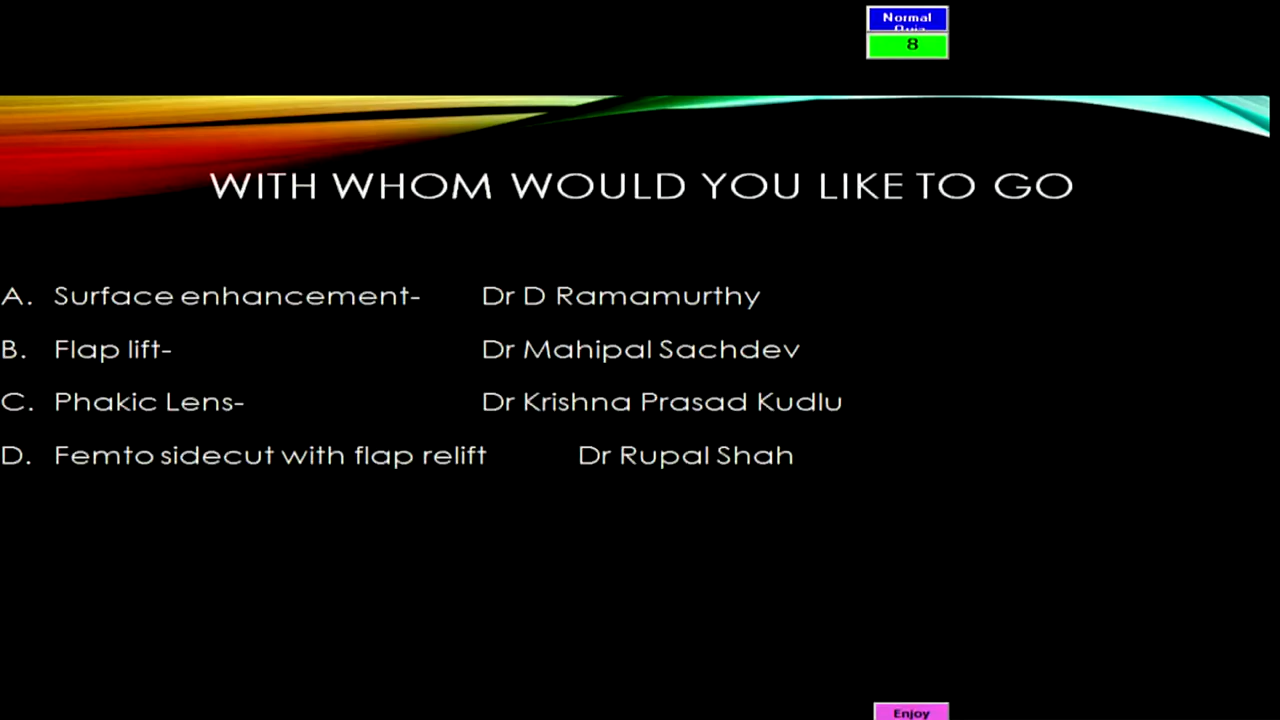 Normal
Quiz
8
WITH WHOM WOULD YOU LIKE TO GO
A. Surface enhancement- Dr D Ramamurthy
B. Flap lift- Dr Mahipal Sachdev
C. Phakic Lens- Dr Krishna Prasad Kudlu
D. Femto sidecut with flap relift Dr Rupal Shah
Enjoy